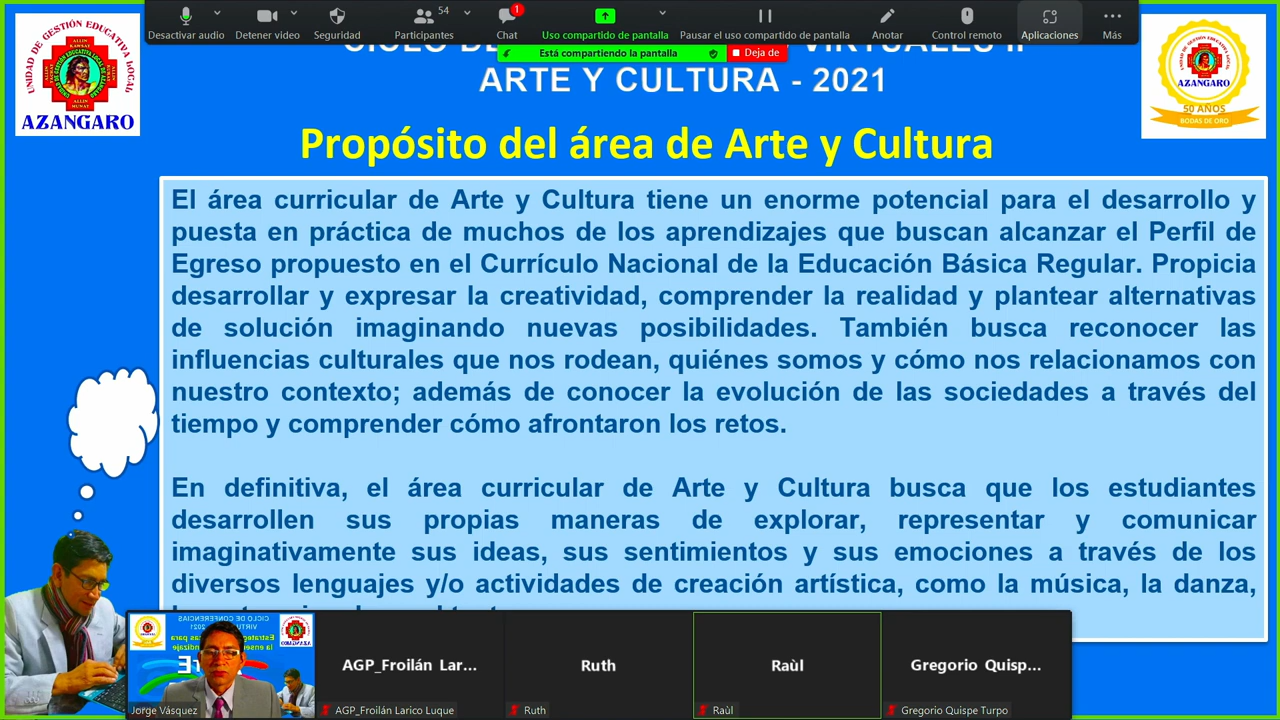 Desactivar audio
Detener video
Seguridad
54
Participantes
1
Chat
Uso compartido de pantalla
Pausar el uso compartido de pantalla
Anotar
Control remoto
Aplicaciones
Más
Está compartiendo la pantalla
Deja de
UNIDAD DE GESTIÓN EDUCATIVA LOCAL
AZANGARO
AZANGARO
50 AÑOS
BODAS DE ORO
ARTE Y CULTURA - 2021
Propósito del área de Arte y Cultura
El área curricular de Arte y Cultura tiene un enorme potencial para el desarrollo y
puesta en práctica de muchos de los aprendizajes que buscan alcanzar el Perfil de
Egreso propuesto en el Currículo Nacional de la Educación Básica Regular. Propicia
desarrollar y expresar la creatividad, comprender la realidad y plantear alternativas
de solución imaginando nuevas posibilidades. También busca reconocer las
influencias culturales que nos rodean, quiénes somos y cómo nos relacionamos con
nuestro contexto; además de conocer la evolución de las sociedades a través del
tiempo y comprender cómo afrontaron los retos.
En definitiva, el área curricular de Arte y Cultura busca que los estudiantes
desarrollen sus propias maneras de explorar, representar y comunicar
imaginativamente sus ideas, sus sentimientos y sus emociones a través de los
diversos lenguajes y/o actividades de creación artística, como la música, la danza,
Jorge Vásquez
AGP_Froilán Lar...
AGP_Froilán Larico Luque
Ruth
Ruth
Raùl
Raùl
Gregorio Quisp...
Gregorio Quispe Turpo